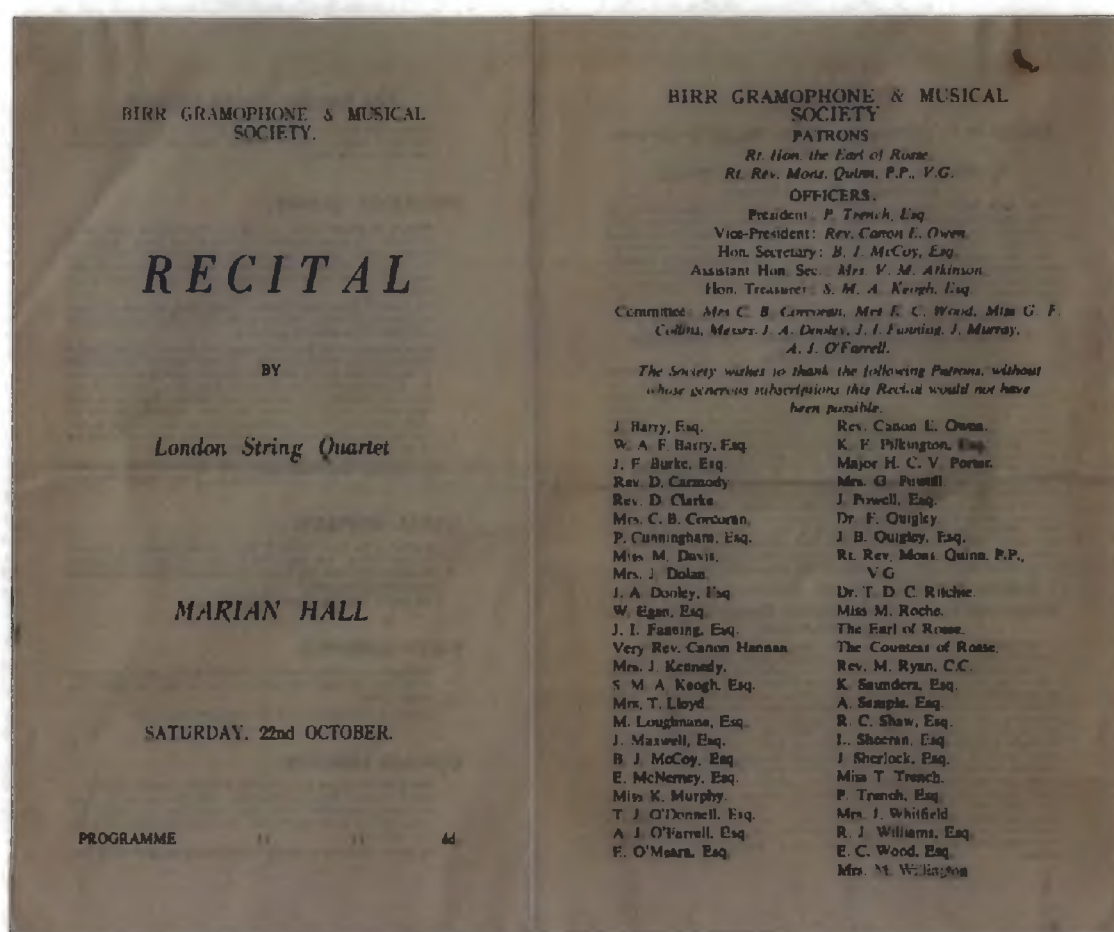 BIRR GRAMOPHONE & MUSICAL
SOCIETY.
RECITAL
BY
London String Quartet
MARIAN HALL
SATURDAY, 22nd OCTOBER.
PROGRAMME 6d
BIRR GRAMOPHONE & MUSICAL
SOCIETY
PATRONS
Rt. Hon. the Earl of Rosse.
Rt. Rev. Mons. Quinn, P.P., V.G.
OFFICERS.
President: P. Trench, Esq.
Vice-President: Rev. Canon E. Owen.
Hon. Secretary: B. J. McCoy, Esq.
Assistant Hon. Sec. Mrs. V. M. Atkinson.
Hon. Treasurer: S. M. A. Keogh, Esq.
Committee: Mrs C. B. Corcoran, Mrs E. C. Wood, Miss G. F.
Collins, Messrs. J. A. Dooley, J. I. Fanning, J. Murray,
A. J. O'Farrell.
The Society wishes to thank the following Patrons, without
whose generous subscriptions this Recital would not have
been possible.
J. Barry, Esq.
W. A. F. Barry, Esq.
J. F. Burke, Esq.
Rev. D. Carmody
Rev. D. Clarke
Mrs. C. B. Corcoran,
P. Cunningham, Esq.
Miss M. Davis,
Mrs. J. Dolan
J. A. Dooley, Esq
W. Egan, Esq.
J. I. Fanning, Esq.
Very Rev. Canon Hannan
Mrs. J. Kennedy,
S. M. A. Keogh, Esq.
Mrs. T. Lloyd
M. Loughnane, Esq.
J. Maxwell, Esq.
B. J. McCoy, Esq
E. McNerney, Esq.
Miss K. Murphy.
T. J. O'Donnell, Esq.
A. J. O'Farrell, Esq
F. O'Meara, Esq
Rev. Canon E. Owen.
K. F. Pilkington, Esq.
Major H. C. V. Porter.
Mrs. G. Powell.
J. Powell, Esq.
Dr. F. Quigley.
J. B. Quigley, Esq.
Rt. Rev. Mons. Quinn, P.P.,
V.G
Dr. T. D. C. Ritchie.
Miss M. Roche.
The Earl of Rosse.
The Countess of Rosse.
Rev. M. Ryan, C.C.
K. Saunders, Esq.
A. Sample, Esq.
R. C. Shaw, Esq.
L. Sheeran, Esq.
J. Sherlock, Esq.
Miss T. Trench.
P. Trench, Esq
Mrs. J. Whitfield
R. J. Williams, Esq
E. C. Wood, Esq
Mrs. M. Willington